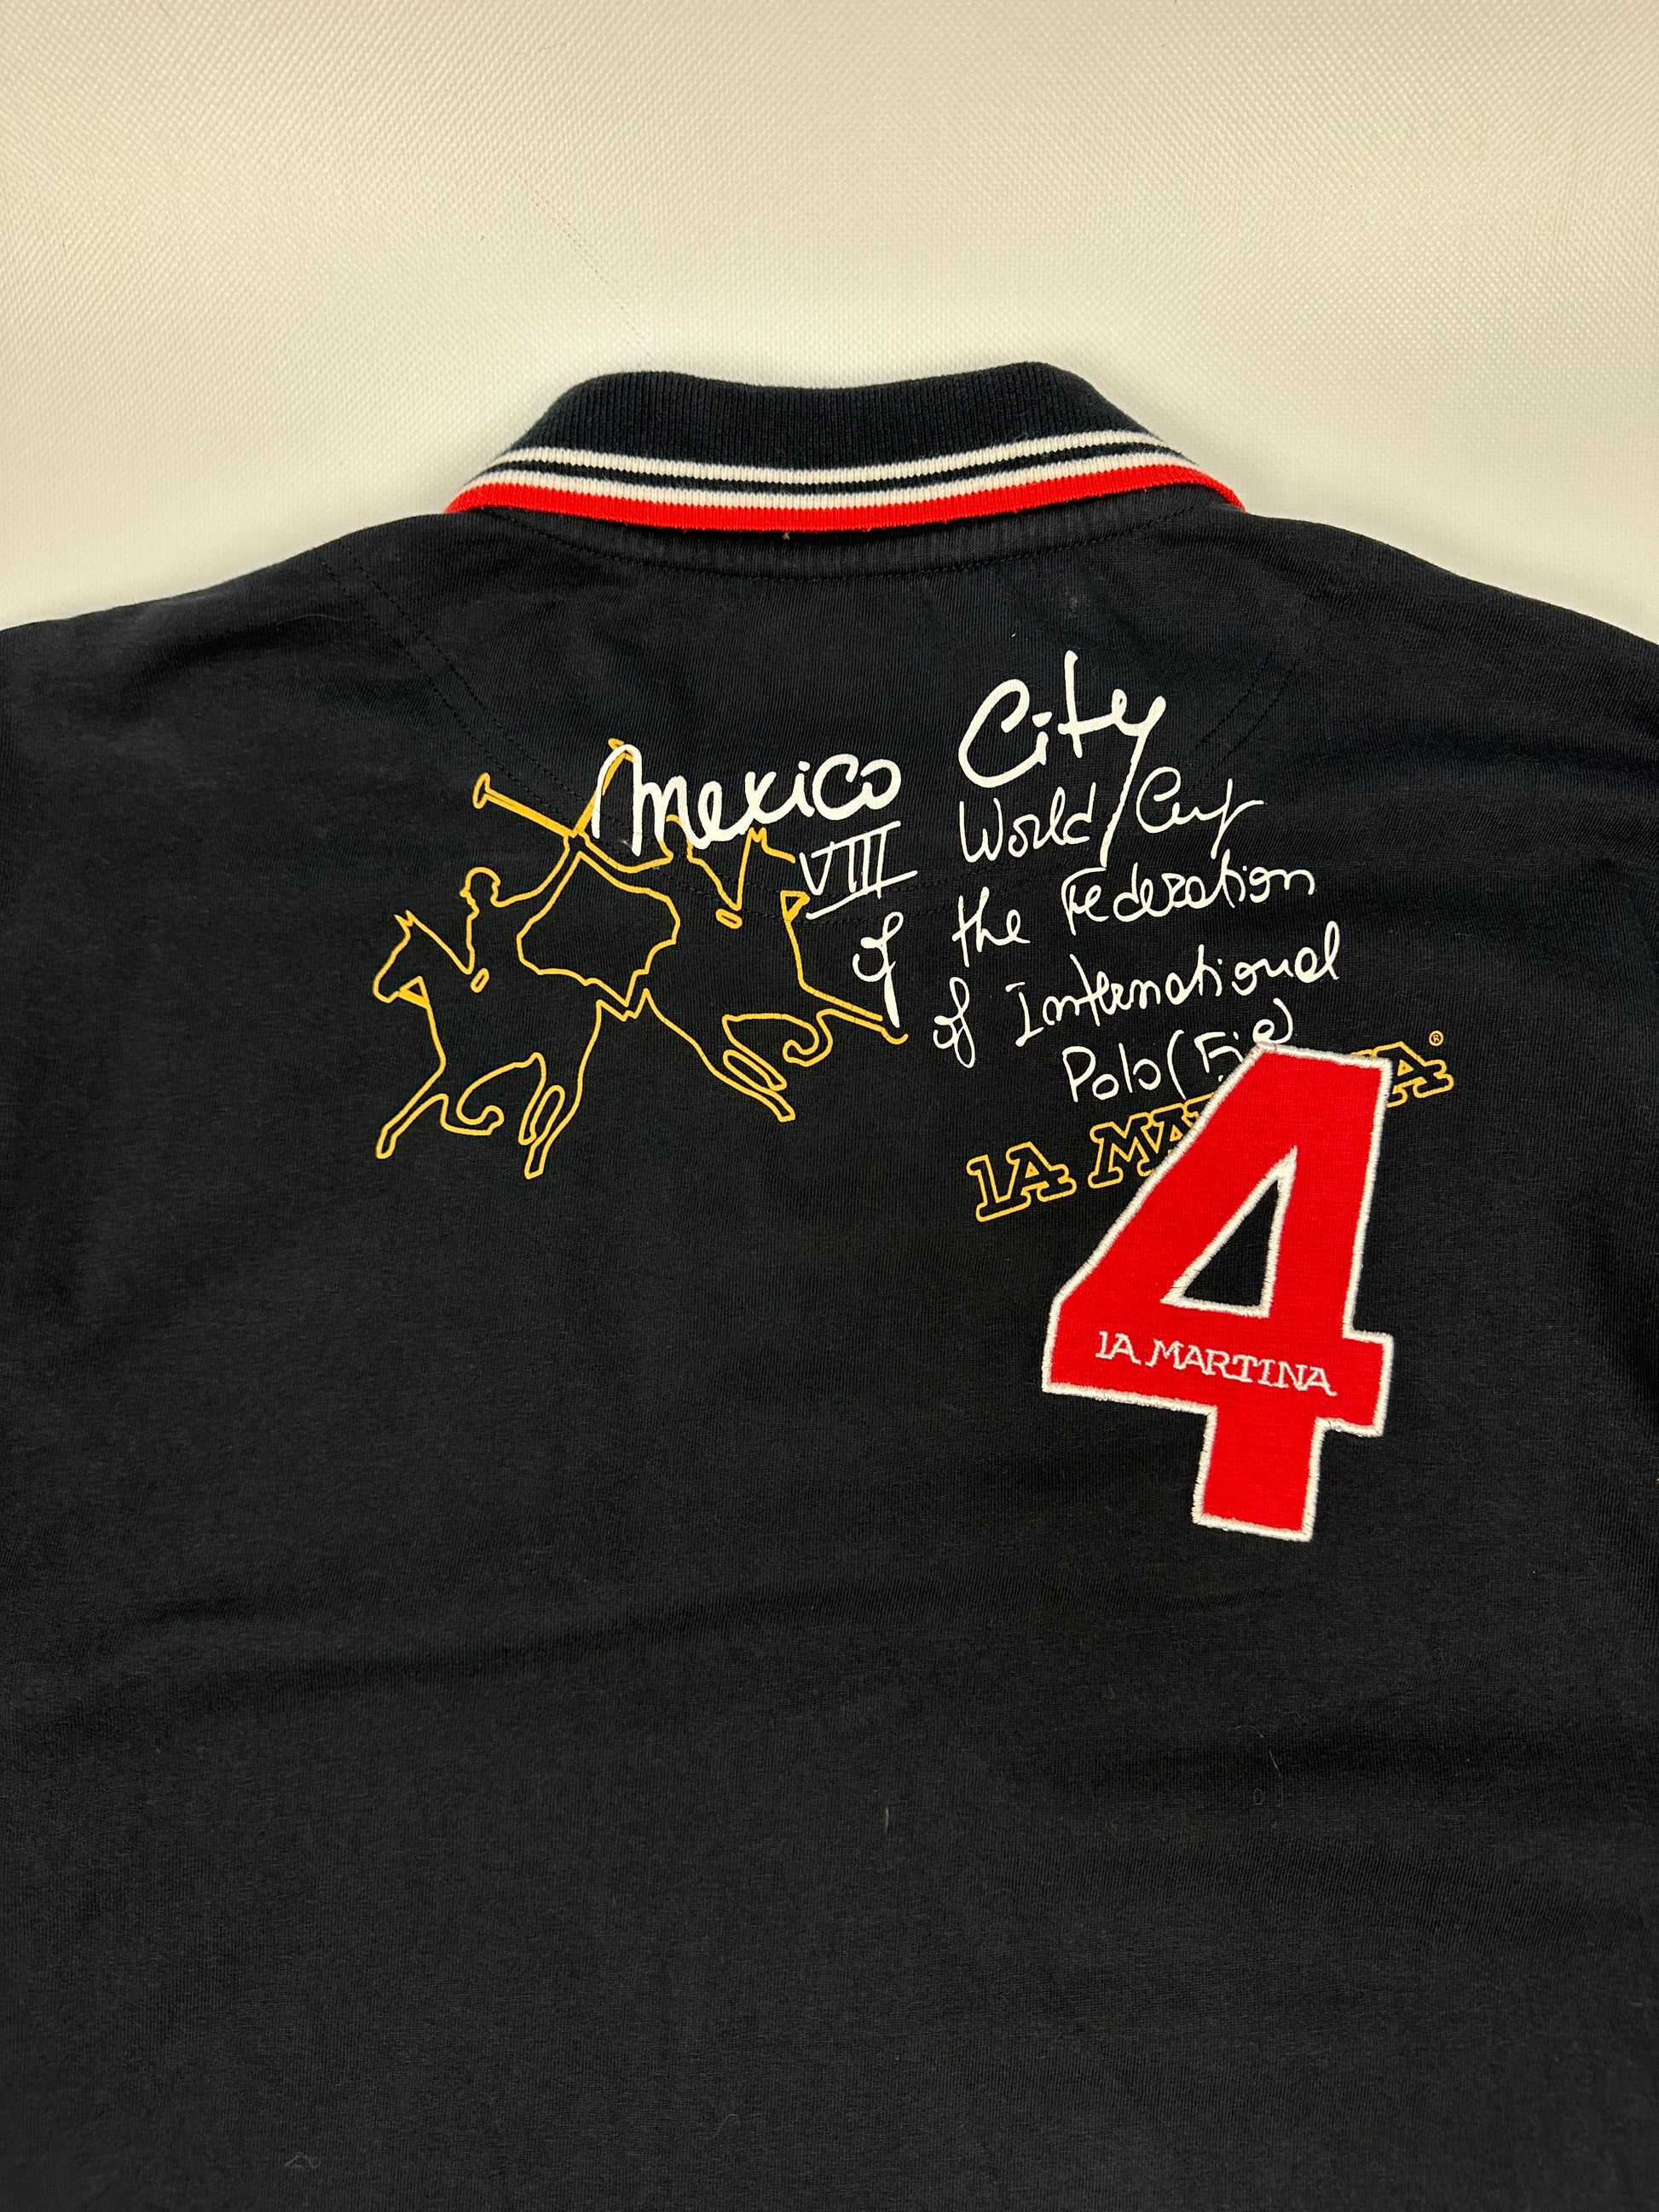 Mexico City
VIII World Cup
of the Federation
of International
Polo (Fip)
LA MARTINA ®
4
LA MARTINA